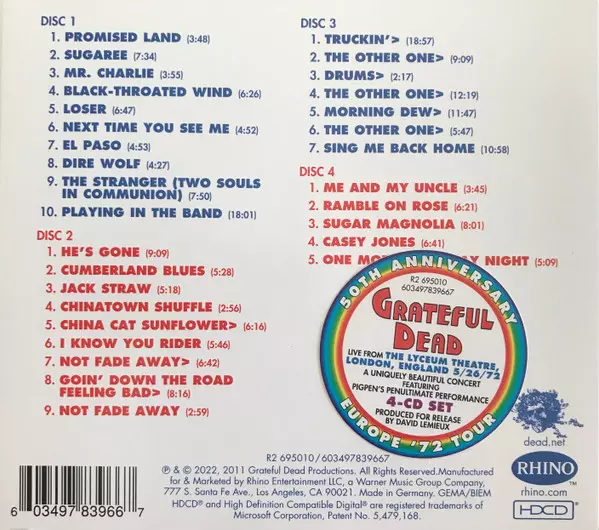 DISC 1
1. PROMISED LAND (3:48)
2. SUGAREE (7:34)
3. MR. CHARLIE (3:55)
4. BLACK-THROATED WIND (6:26)
5. LOSER (6:47)
6. NEXT TIME YOU SEE ME (4:52)
7. EL PASO (4:53)
8. DIRE WOLF (4:27)
9. THE STRANGER (TWO SOULS
IN COMMUNION) (7:50)
10. PLAYING IN THE BAND (18:01)
DISC 2
1. HE'S GONE (9:09)
2. CUMBERLAND BLUES (5:28)
3. JACK STRAW (5:18)
4. CHINATOWN SHUFFLE (2:56)
5. CHINA CAT SUNFLOWER> (6:16)
6. I KNOW YOU RIDER (5:46)
7. NOT FADE AWAY> (6:42)
8. GOIN' DOWN THE ROAD
FEELING BAD> (8:16)
9. NOT FADE AWAY (2:59)
DISC 3
1. TRUCKIN'> (18:57)
2. THE OTHER ONE> (9:09)
3. DRUMS> (2:17)
4. THE OTHER ONE> (12:19)
5. MORNING DEW> (11:47)
6. THE OTHER ONE> (5:47)
7. SING ME BACK HOME (10:58)
DISC 4
1. ME AND MY UNCLE (3:45)
2. RAMBLE ON ROSE (6:21)
3. SUGAR MAGNOLIA (8:01)
4. CASEY JONES (6:41)
5. ONE NIGHT (5:09)
50TH ANNIVERSARY
R2 695010
603497839667
GRATEFUL
DEAD
LIVE FROM THE LYCEUM THEATRE,
LONDON, ENGLAND 5/26/72
A UNIQUELY BEAUTIFUL CONCERT
FEATURING
PIGPEN'S PENULTIMATE PERFORMANCE
4-CD SET
PRODUCED FOR RELEASE
BY DAVID LEMIEUX
EUROPE '72 TOUR
dead.net
RHINO
rhino.com
HDCD
R2 695010/603497839667
℗ & © 2022, 2011 Grateful Dead Productions. All Rights Reserved.Manufactured
for & Marketed by Rhino Entertainment LLC, a Warner Music Group Company,
777 S. Santa Fe Ave., Los Angeles, CA 90021. Made in Germany. GEMA/BIEM
HDCD® and High Definition Compatible Digital® are registered trademarks of
Microsoft Corporation, Patent No. 5,479,168.
6 03497 83966 7